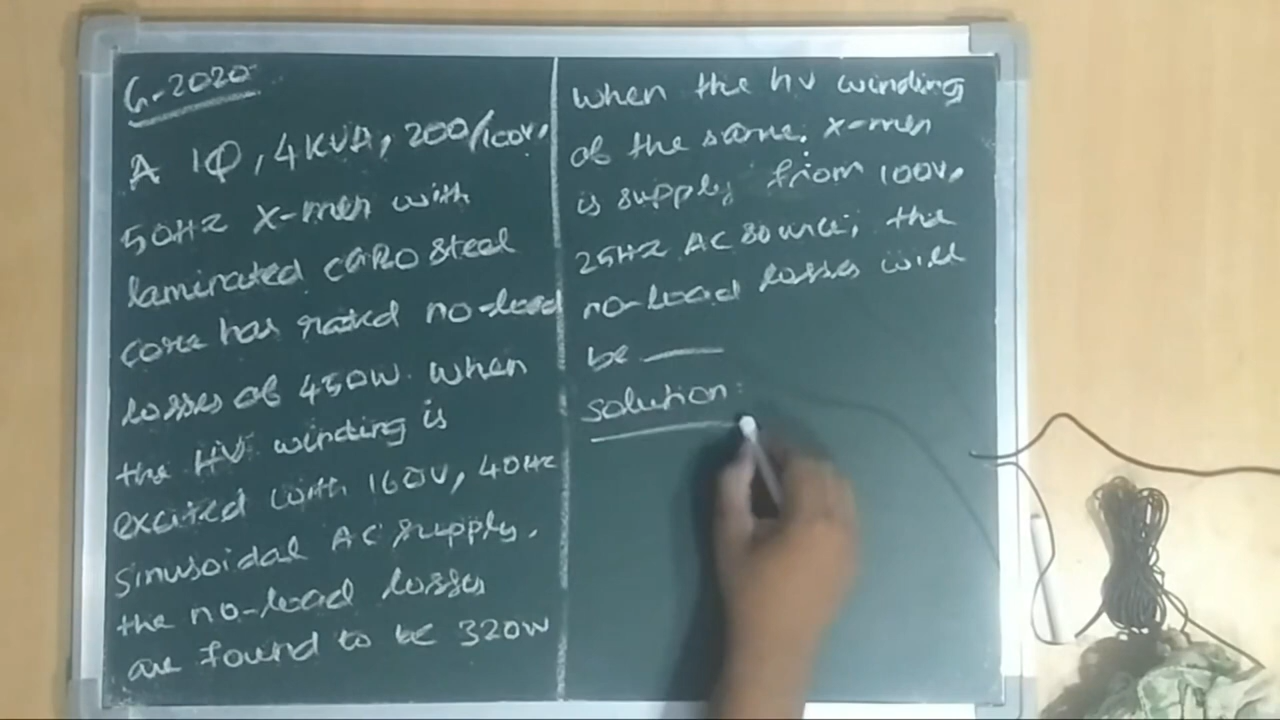 G-2020
A 1Φ, 4KVA, 200/100V,
50HZ X-mer with
laminated CRGO steel
core has rated no-load
losses of 450W. When
the HV winding is
excited with 160V, 40HZ
sinusoidal AC supply,
the no-load losses
are found to be 320W
When the hv winding
of the same X-mer
is supply from 100V,
25HZ AC source, the
no-load losses will
be ___
solution: